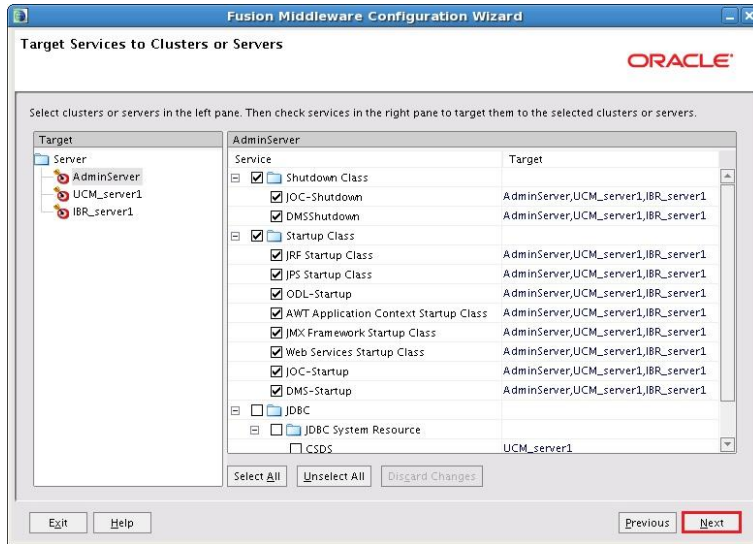 Fusion Middleware Configuration Wizard
Target Services to Clusters or Servers
ORACLE
Select clusters or servers in the left pane. Then check services in the right pane to target them to the selected clusters or servers.
Target
Server
AdminServer
UCM_server1
IBR_server1
AdminServer
Service Target
Shutdown Class
JOC-Shutdown AdminServer,UCM_server1,IBR_server1
DMSShutdown AdminServer,UCM_server1,IBR_server1
Startup Class
JRF Startup Class AdminServer,UCM_server1,IBR_server1
JPS Startup Class AdminServer,UCM_server1,IBR_server1
ODL-Startup AdminServer,UCM_server1,IBR_server1
AWT Application Context Startup Class AdminServer,UCM_server1,IBR_server1
JMX Framework Startup Class AdminServer,UCM_server1,IBR_server1
Web Services Startup Class AdminServer,UCM_server1,IBR_server1
JOC-Startup AdminServer,UCM_server1,IBR_server1
DMS-Startup AdminServer,UCM_server1,IBR_server1
JDBC
JDBC System Resource
CSDS UCM_server1
Select All Unselect All Discard Changes
Exit Help Previous Next